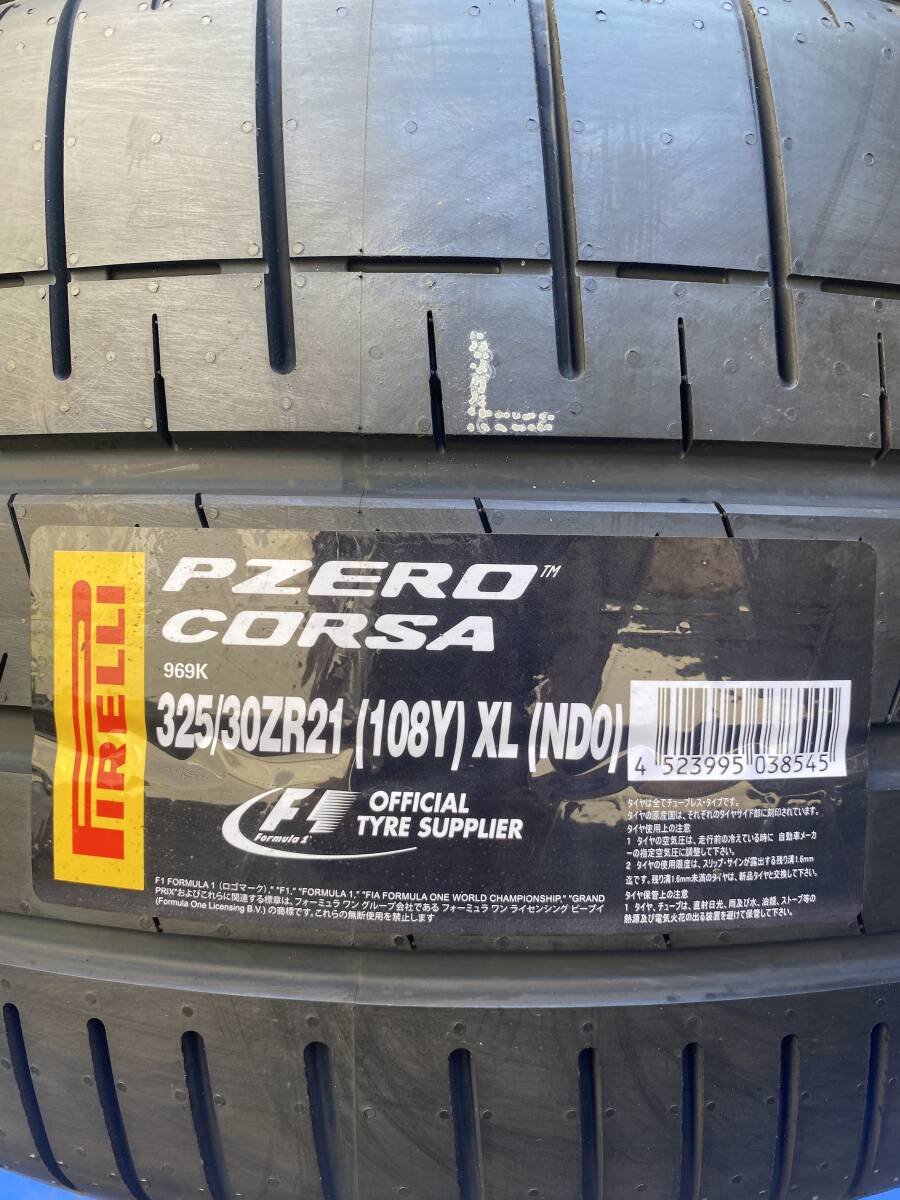 L
PIRELLI
PZERO™
CORSA
969K
325/30ZR21 (108Y) XL (ND0)
4 523995 038545
F1
Formula 1®
OFFICIAL
TYRE SUPPLIER
F1 FORMULA 1 (ロゴマーク)," "F1," "FORMULA 1," "FIA FORMULA ONE WORLD CHAMPIONSHIP," "GRAND
PRIX"およびこれらに関連する標章は、フォーミュラ ワン グループ会社である フォーミュラ ワン ライセンシング ビーブイ
(Formula One Licensing B.V.) の商標です。これらの無断使用を禁止します
タイヤは全てチューブレス・タイプです。
タイヤの原産国は、それぞれのタイヤサイド部に刻印されています。
タイヤ使用上の注意
1 タイヤの空気圧は、走行前の冷えている時に 自動車メーカ
ーの指定空気圧に調整して下さい。
2 タイヤの使用限度は、スリップ・サインが露出する残り溝1.6mm
迄です。残り溝1.6mm未満のタイヤは、新品タイヤと交換して下さい。
タイヤ保管上の注意
1 タイヤ、チューブは、直射日光、雨及び水、油類、ストーブ等の
熱源及び電気火花の出る装置を避けて保管して下さい。